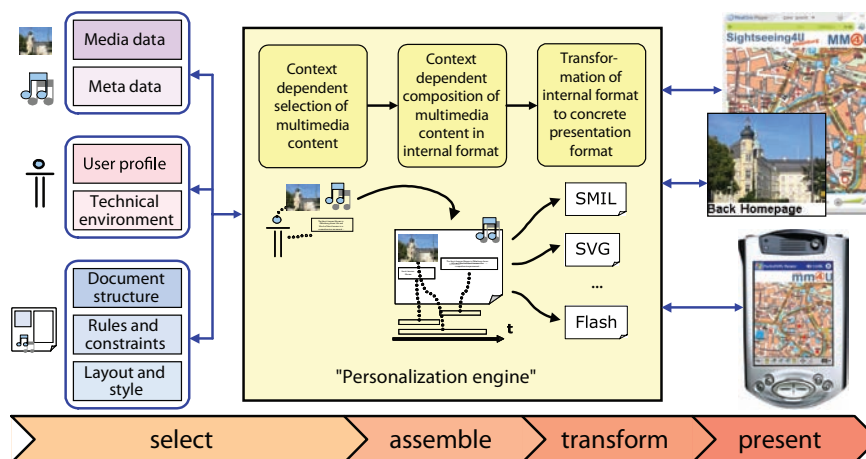 Media data
Meta data
User profile
Technical
environment
Document
structure
Rules and
constraints
Layout and
style
Context
dependent
selection of
multimedia
content
Context
dependent
composition of
multimedia
content in
internal format
Transfor-
mation of
internal format
to concrete
presentation
format
SMIL
SVG
...
Flash
t
"Personalization engine"
Sightseeing4U
MM4U
Back Homepage
mm4U
select
assemble
transform
present